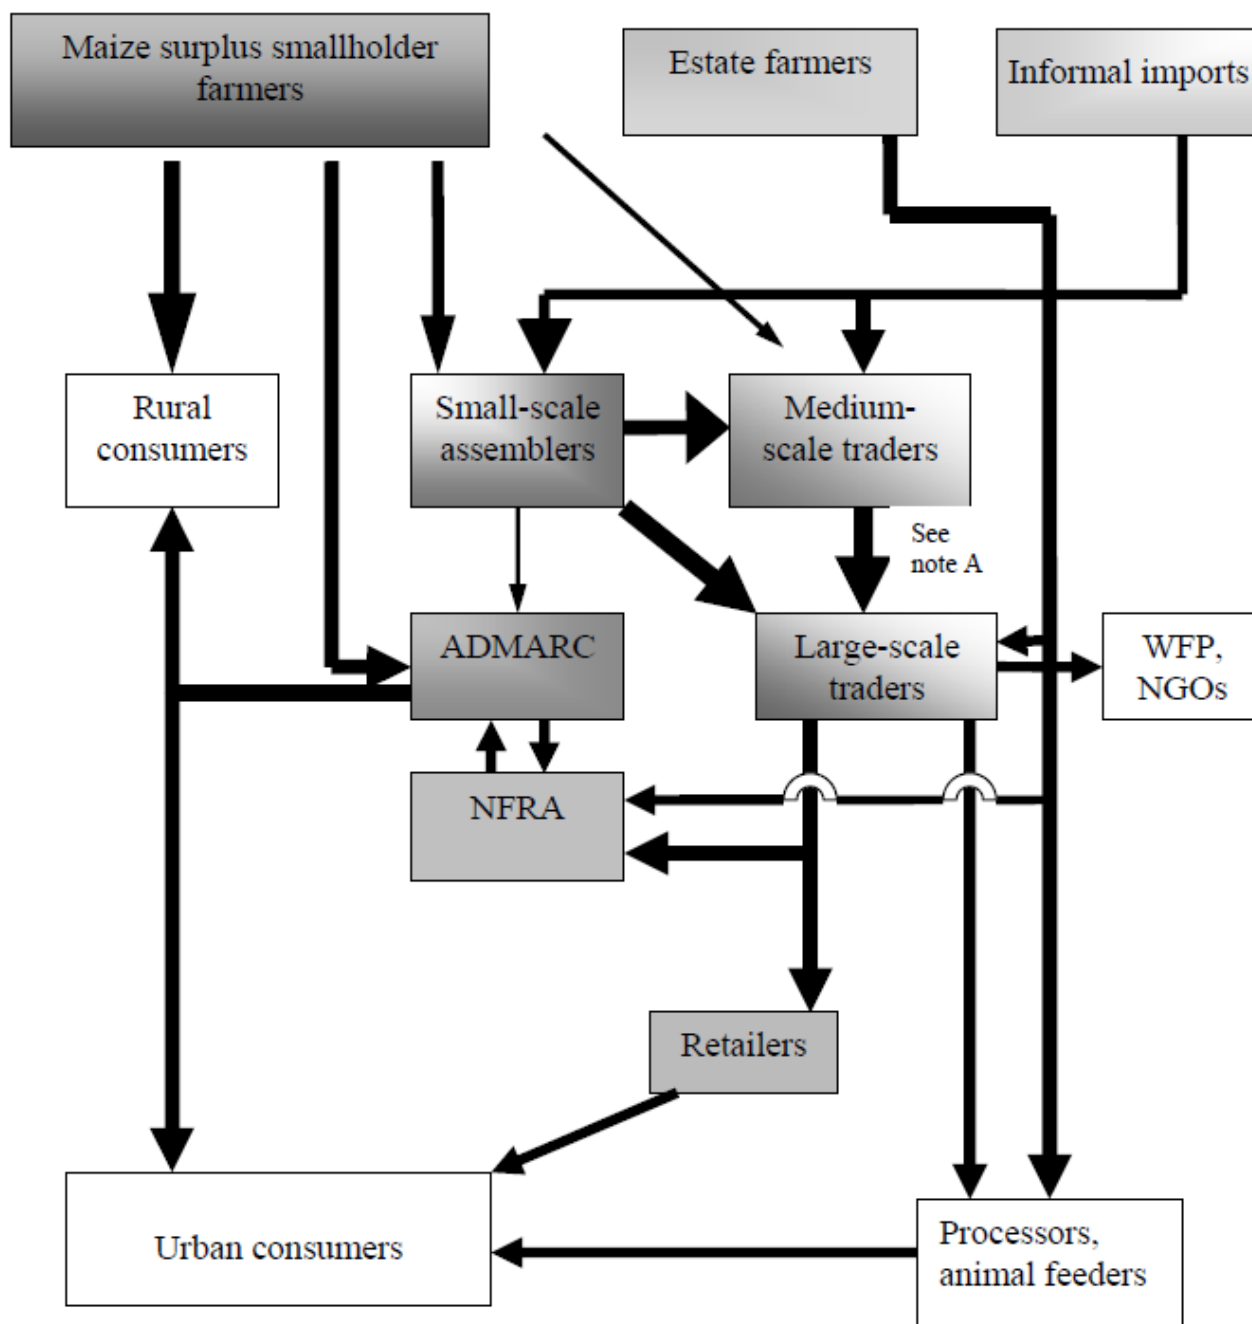 Maize surplus smallholder
farmers
Estate farmers
Informal imports
Rural
consumers
Small-scale
assemblers
Medium-
scale traders
See
note A
ADMARC
Large-scale
traders
WFP,
NGOs
NFRA
Retailers
Urban consumers
Processors,
animal feeders